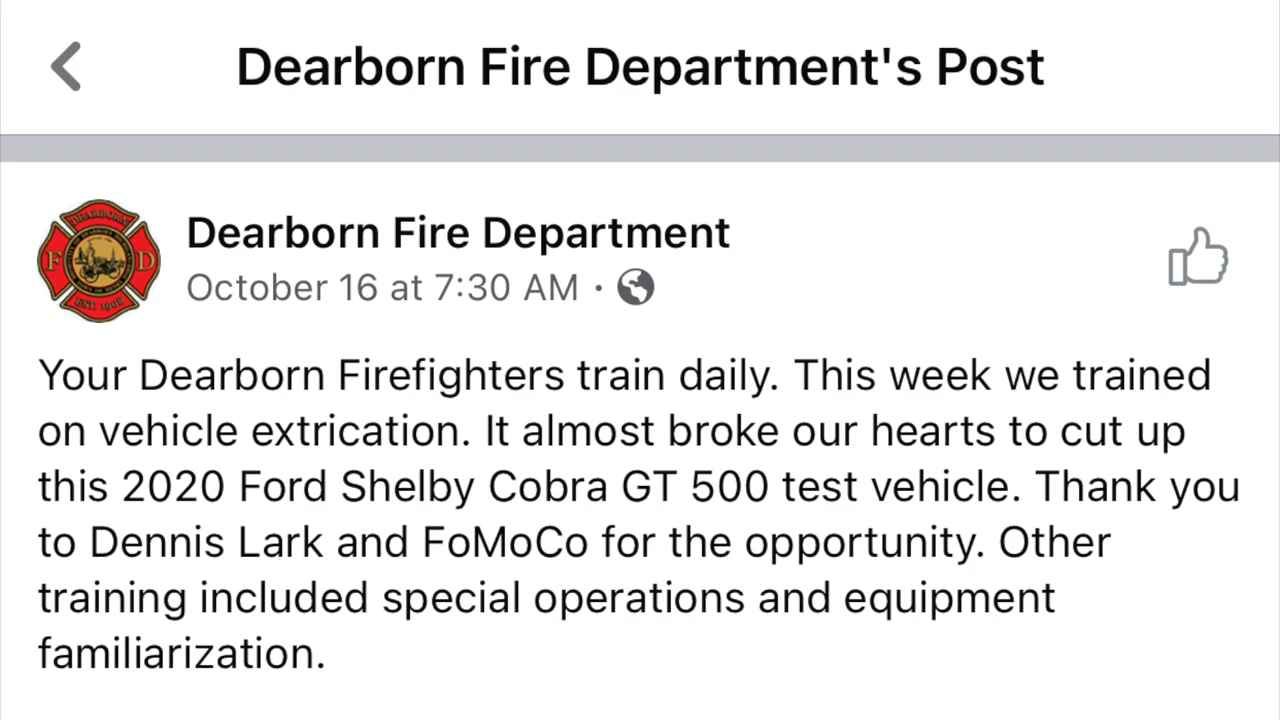 Dearborn Fire Department's Post
Dearborn Fire Department
October 16 at 7:30 AM ·
Your Dearborn Firefighters train daily. This week we trained
on vehicle extrication. It almost broke our hearts to cut up
this 2020 Ford Shelby Cobra GT 500 test vehicle. Thank you
to Dennis Lark and FoMoCo for the opportunity. Other
training included special operations and equipment
familiarization.
DEARBORN
F D
EST 1908